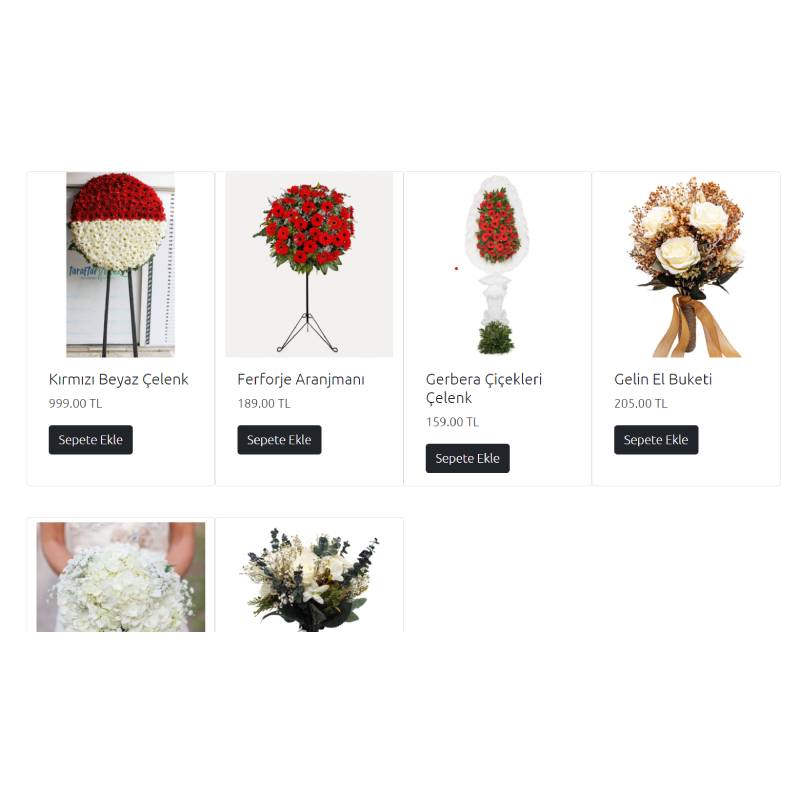 Kırmızı Beyaz Çelenk
999.00 TL
Sepete Ekle
Ferforje Aranjmanı
189.00 TL
Sepete Ekle
Gerbera Çiçekleri
Çelenk
159.00 TL
Sepete Ekle
Gelin El Buketi
205.00 TL
Sepete Ekle